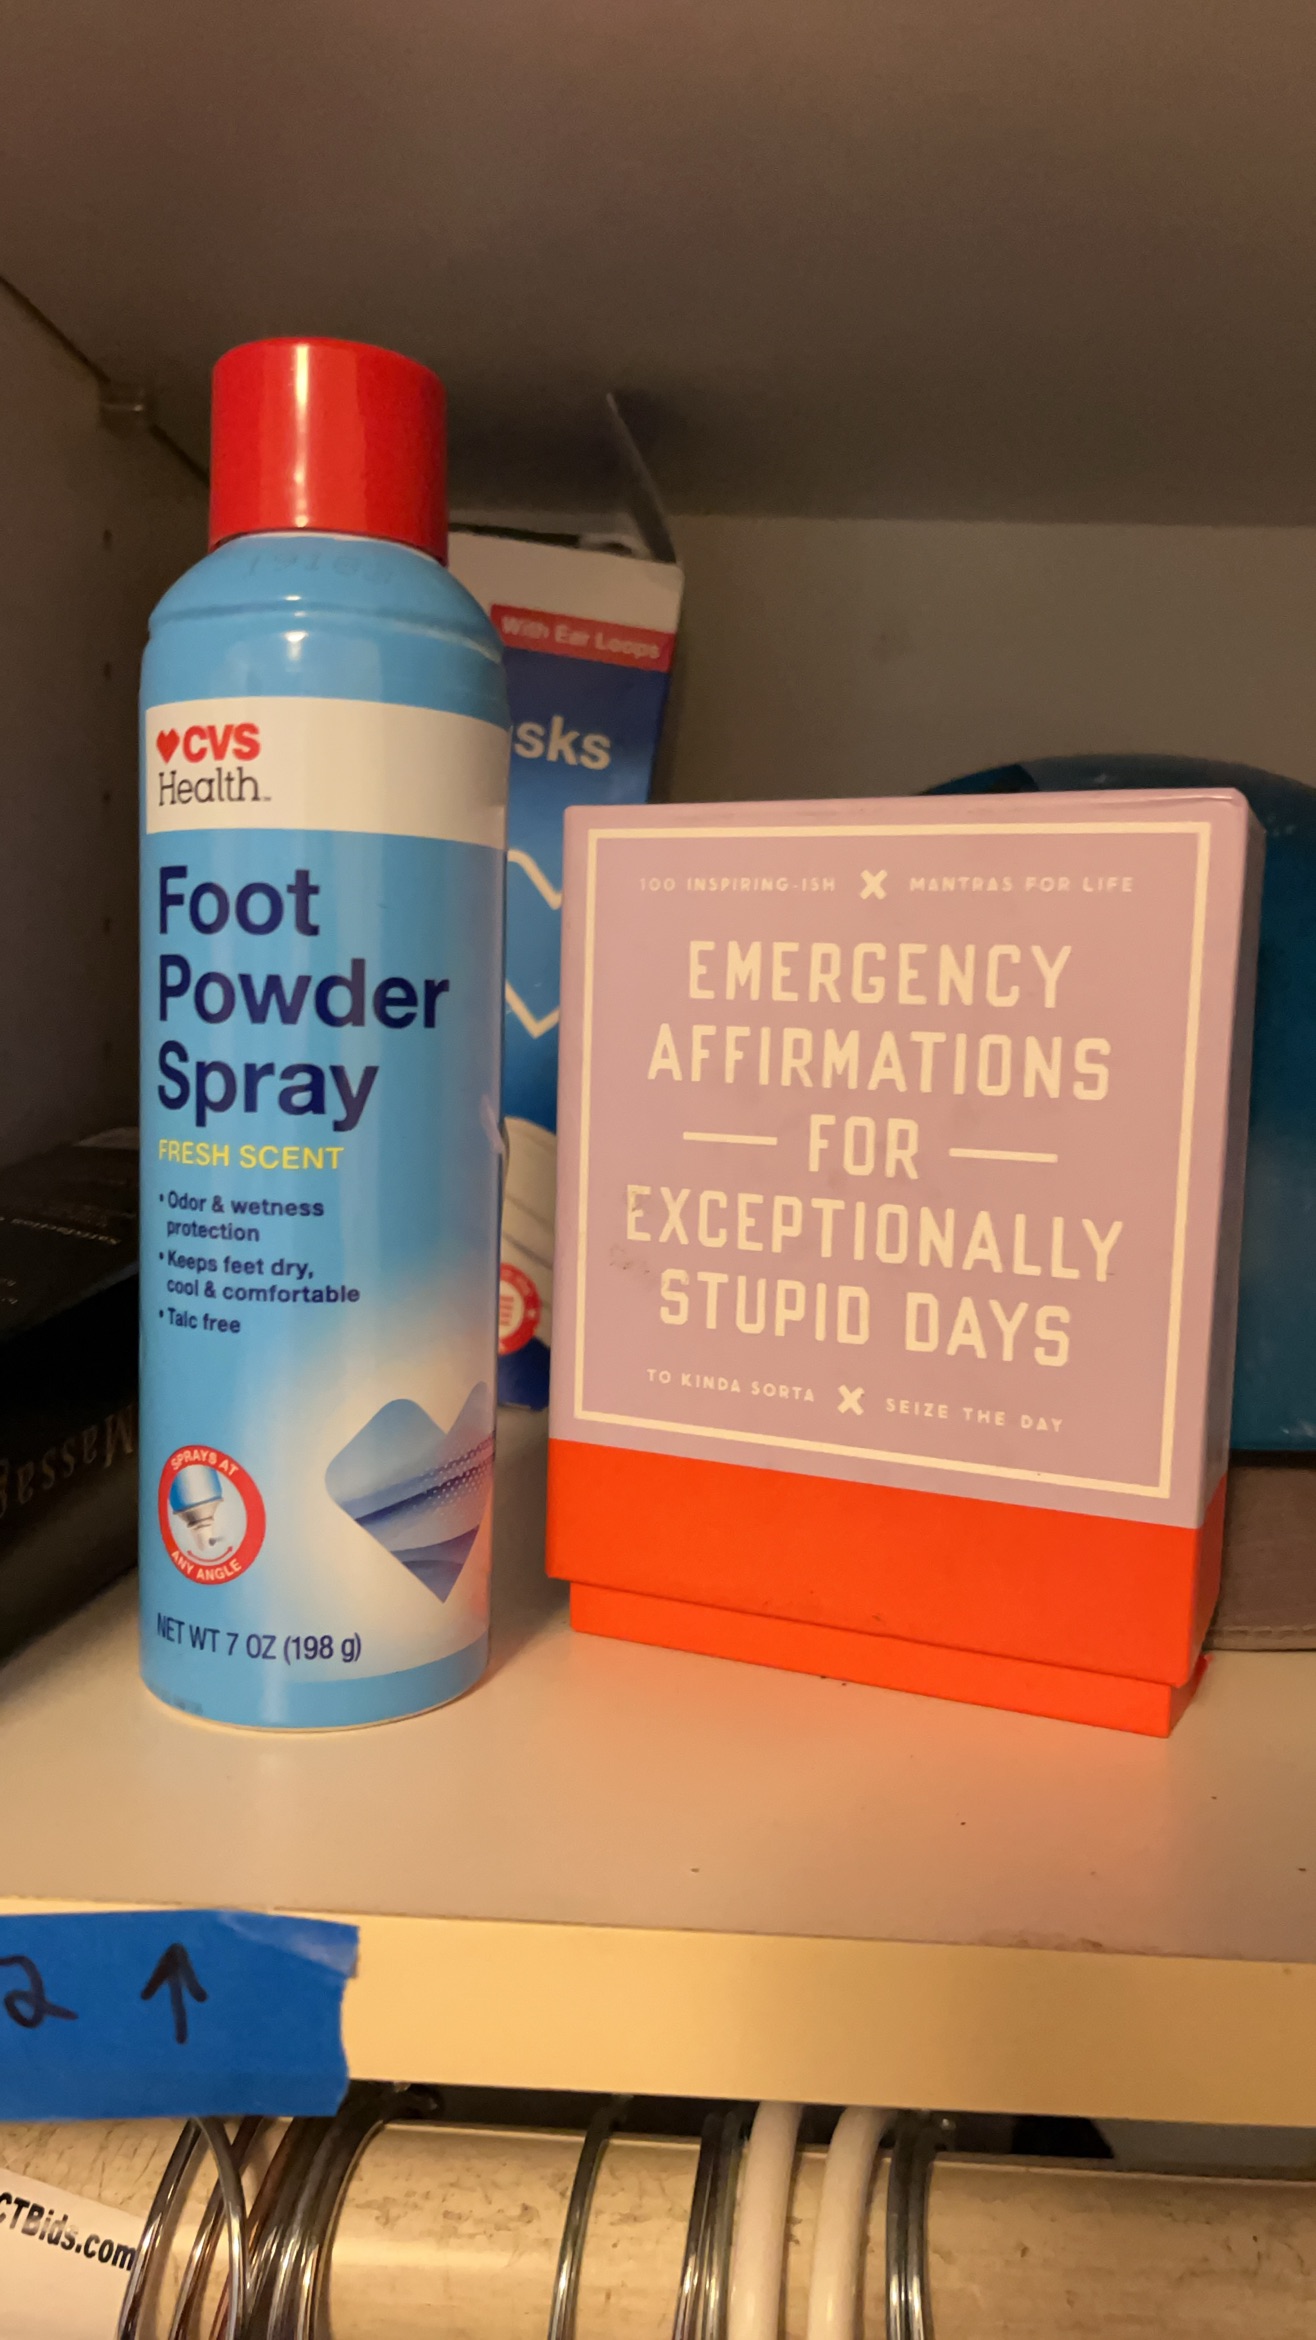 CVS
Health™
Foot
Powder
Spray
FRESH SCENT
• Odor & wetness
protection
• Keeps feet dry,
cool & comfortable
• Talc free
SPRAYS AT
ANY ANGLE
NET WT 7 OZ (198 g)
With Ear Loops
sks
100 INSPIRING-ISH X MANTRAS FOR LIFE
EMERGENCY
AFFIRMATIONS
— FOR —
EXCEPTIONALLY
STUPID DAYS
TO KINDA SORTA X SEIZE THE DAY
Massag
2 ↑
CTBids.com